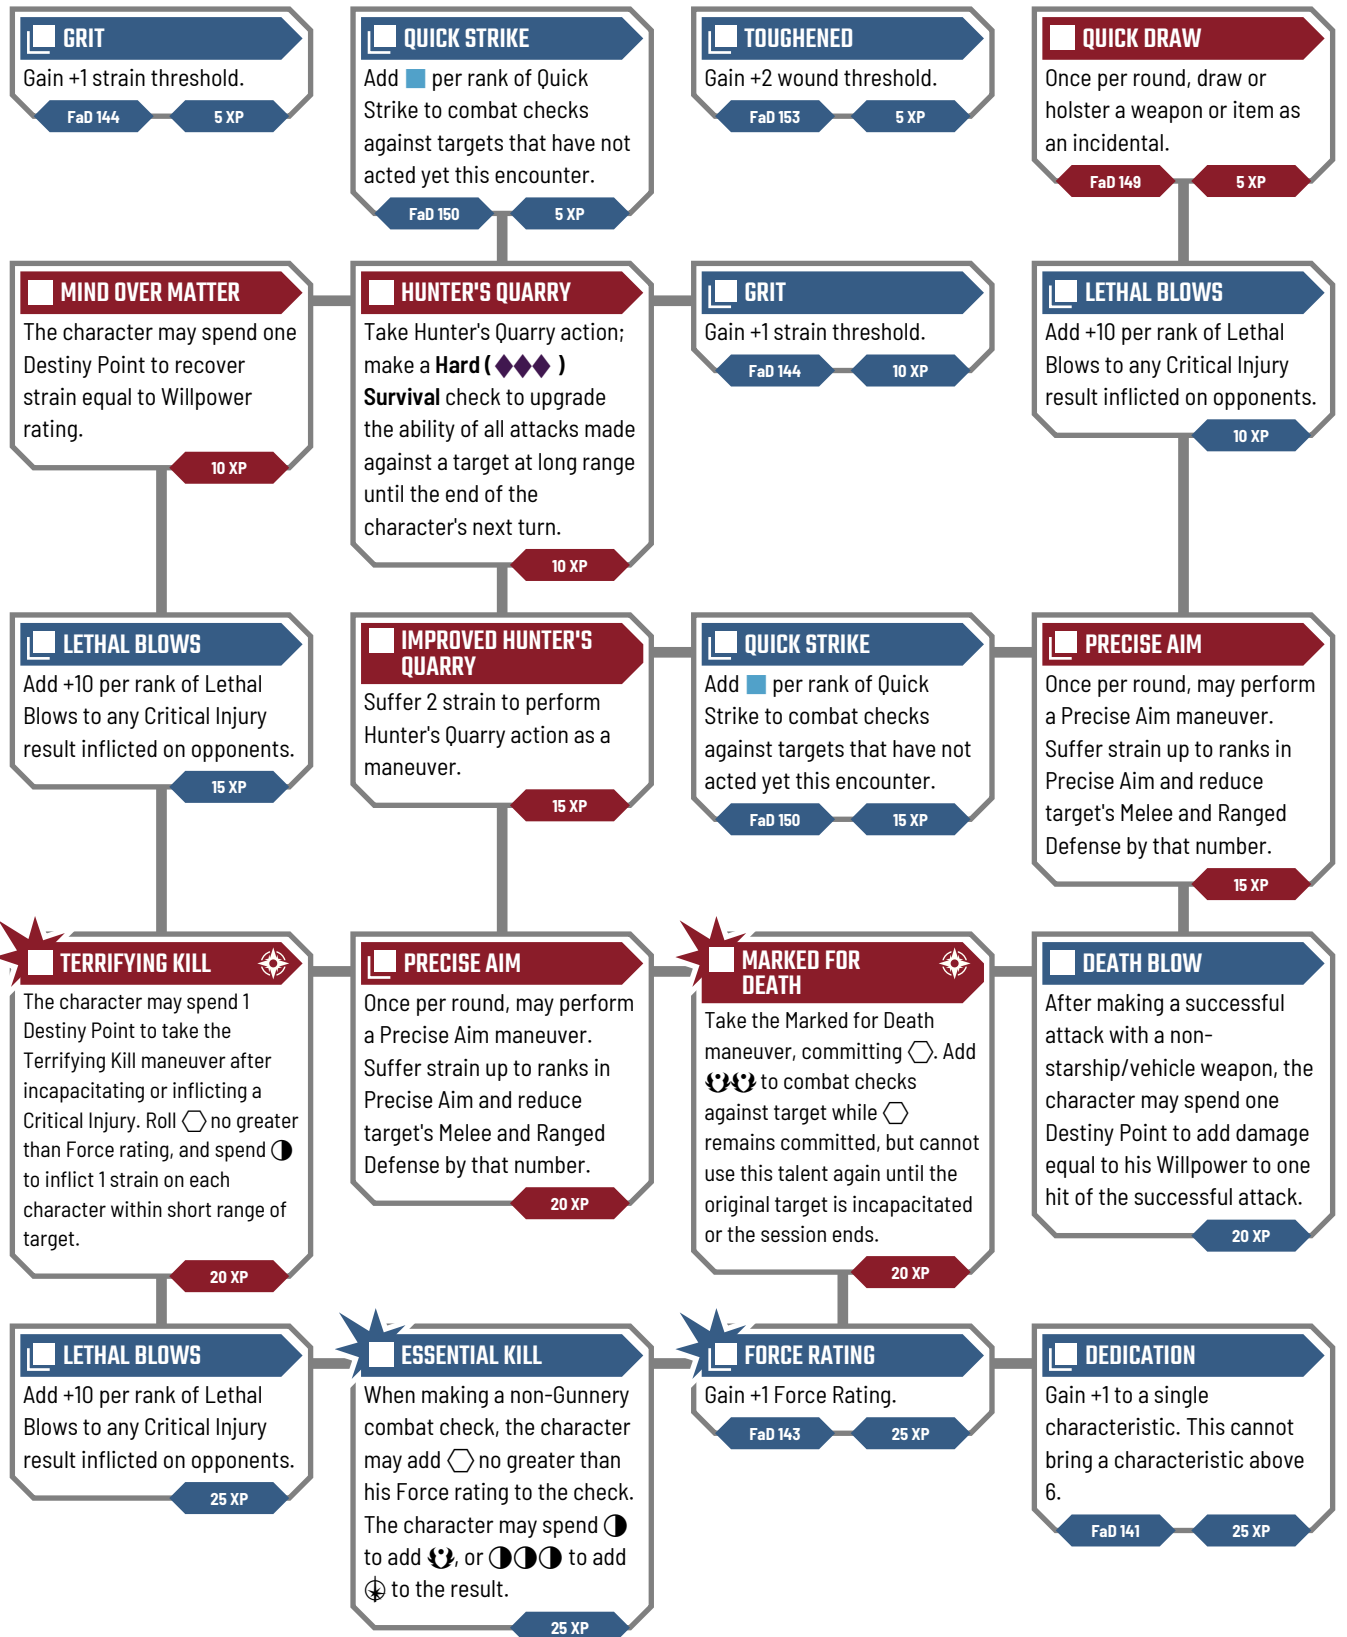 GRIT
Gain +1 strain threshold.
FaD 144
5 XP
QUICK STRIKE
Add per rank of Quick
Strike to combat checks
against targets that have not
acted yet this encounter.
FaD 150
5 XP
TOUGHENED
Gain +2 wound threshold.
FaD 153
5 XP
QUICK DRAW
Once per round, draw or
holster a weapon or item as
an incidental.
FaD 149
5 XP
MIND OVER MATTER
The character may spend one
Destiny Point to recover
strain equal to Willpower
rating.
10 XP
HUNTER'S QUARRY
Take Hunter's Quarry action;
make a Hard ( ◆◆◆ )
Survival check to upgrade
the ability of all attacks made
against a target at long range
until the end of the
character's next turn.
10 XP
GRIT
Gain +1 strain threshold.
FaD 144
10 XP
LETHAL BLOWS
Add +10 per rank of Lethal
Blows to any Critical Injury
result inflicted on opponents.
10 XP
LETHAL BLOWS
Add +10 per rank of Lethal
Blows to any Critical Injury
result inflicted on opponents.
15 XP
IMPROVED HUNTER'S
QUARRY
Suffer 2 strain to perform
Hunter's Quarry action as a
maneuver.
15 XP
QUICK STRIKE
Add per rank of Quick
Strike to combat checks
against targets that have not
acted yet this encounter.
FaD 150
15 XP
PRECISE AIM
Once per round, may perform
a Precise Aim maneuver.
Suffer strain up to ranks in
Precise Aim and reduce
target's Melee and Ranged
Defense by that number.
15 XP
TERRIFYING KILL
The character may spend 1
Destiny Point to take the
Terrifying Kill maneuver after
incapacitating or inflicting a
Critical Injury. Roll no greater
than Force rating, and spend
to inflict 1 strain on each
character within short range of
target.
20 XP
PRECISE AIM
Once per round, may perform
a Precise Aim maneuver.
Suffer strain up to ranks in
Precise Aim and reduce
target's Melee and Ranged
Defense by that number.
20 XP
MARKED FOR
DEATH
Take the Marked for Death
maneuver, committing . Add
to combat checks
against target while
remains committed, but cannot
use this talent again until the
original target is incapacitated
or the session ends.
20 XP
DEATH BLOW
After making a successful
attack with a non-
starship/vehicle weapon, the
character may spend one
Destiny Point to add damage
equal to his Willpower to one
hit of the successful attack.
20 XP
LETHAL BLOWS
Add +10 per rank of Lethal
Blows to any Critical Injury
result inflicted on opponents.
25 XP
ESSENTIAL KILL
When making a non-Gunnery
combat check, the character
may add no greater than
his Force rating to the check.
The character may spend
to add , or to add
to the result.
25 XP
FORCE RATING
Gain +1 Force Rating.
FaD 143
25 XP
DEDICATION
Gain +1 to a single
characteristic. This cannot
bring a characteristic above
6.
FaD 141
25 XP